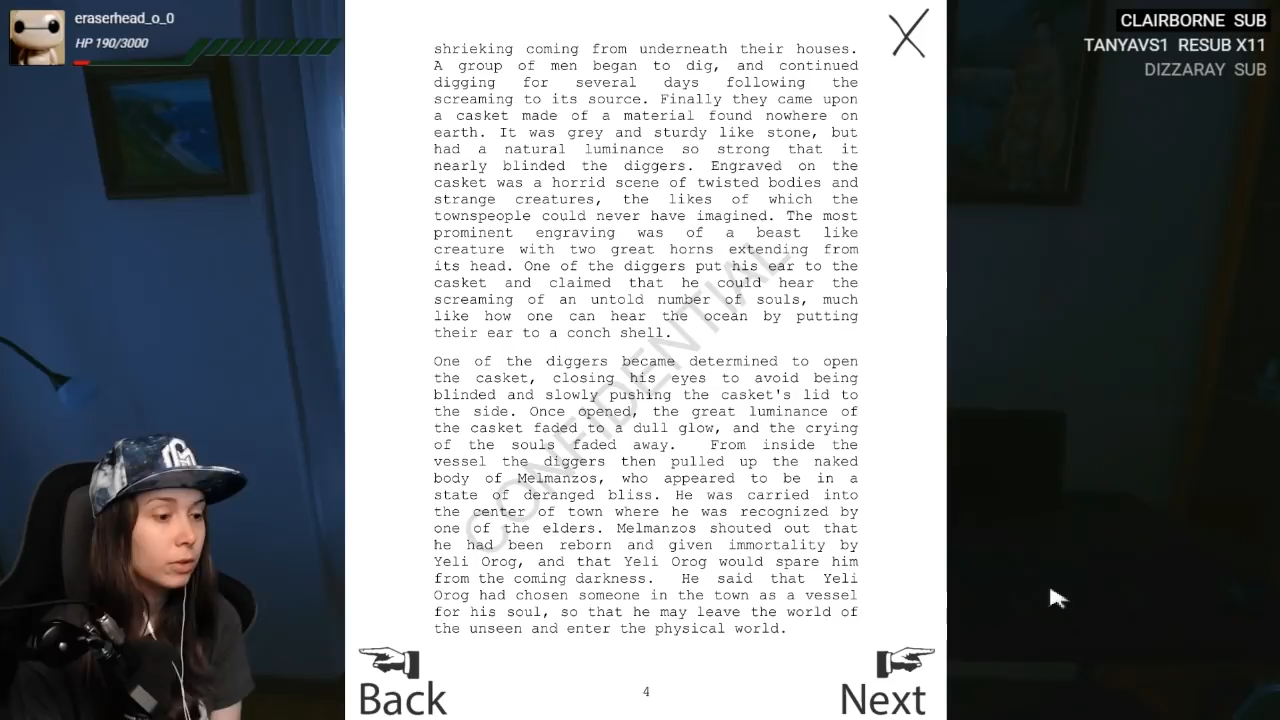 eraserhead_o_0
HP 190/3000
CLAIRBORNE SUB
TANYAVS1 RESUB X11
DIZZARAY SUB
shrieking coming from underneath their houses.
A group of men began to dig, and continued
digging for several days following the
screaming to its source. Finally they came upon
a casket made of a material found nowhere on
earth. It was grey and sturdy like stone, but
had a natural luminance so strong that it
nearly blinded the diggers. Engraved on the
casket was a horrid scene of twisted bodies and
strange creatures, the likes of which the
townspeople could never have imagined. The most
prominent engraving was of a beast like
creature with two great horns extending from
its head. One of the diggers put his ear to the
casket and claimed that he could hear the
screaming of an untold number of souls, much
like how one can hear the ocean by putting
their ear to a conch shell.
One of the diggers became determined to open
the casket, closing his eyes to avoid being
blinded and slowly pushing the casket's lid to
the side. Once opened, the great luminance of
the casket faded to a dull glow, and the crying
of the souls faded away. From inside the
vessel the diggers then pulled up the naked
body of Melmanzos, who appeared to be in a
state of deranged bliss. He was carried into
the center of town where he was recognized by
one of the elders. Melmanzos shouted out that
he had been reborn and given immortality by
Yeli Orog, and that Yeli Orog would spare him
from the coming darkness. He said that Yeli
Orog had chosen someone in the town as a vessel
for his soul, so that he may leave the world of
the unseen and enter the physical world.
CONFIDENTIAL
Back
4
Next